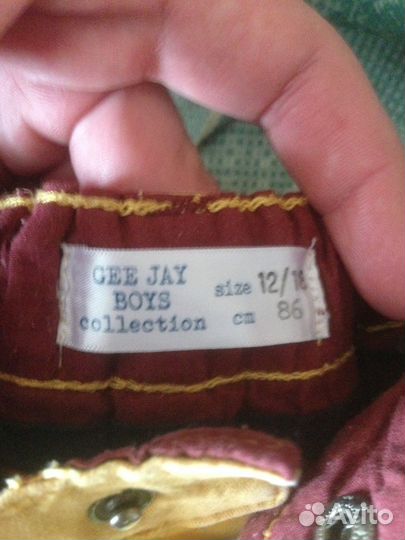 GEE JAY
BOYS
collection
size 12/18
cm 86
Avito